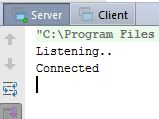 Server Client
"C:\Program Files
Listening..
Connected